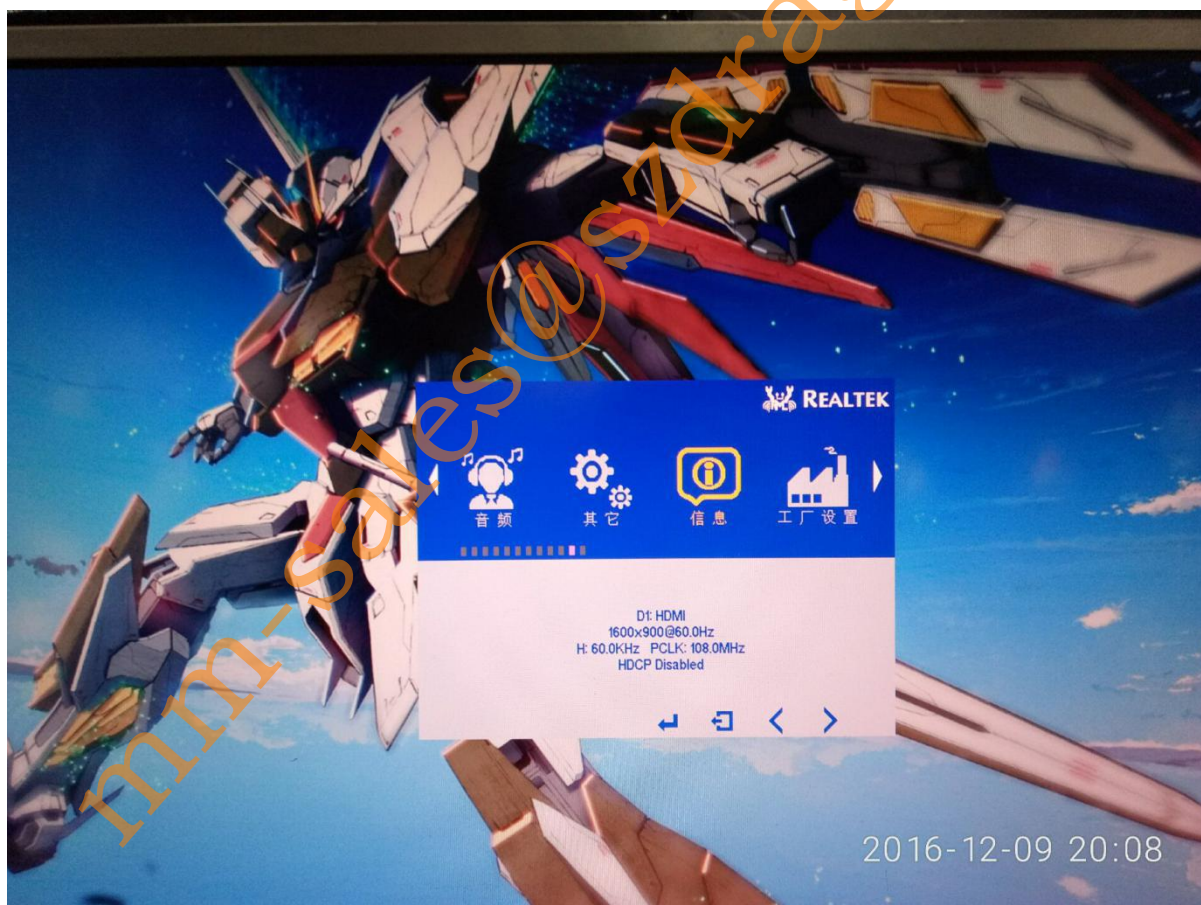 REALTEK
音频 其它 信息 工厂设置
D1: HDMI
1600x900@60.0Hz
H: 60.0KHz PCLK: 108.0MHz
HDCP Disabled
2016-12-09 20:08
mm-sales@szdra